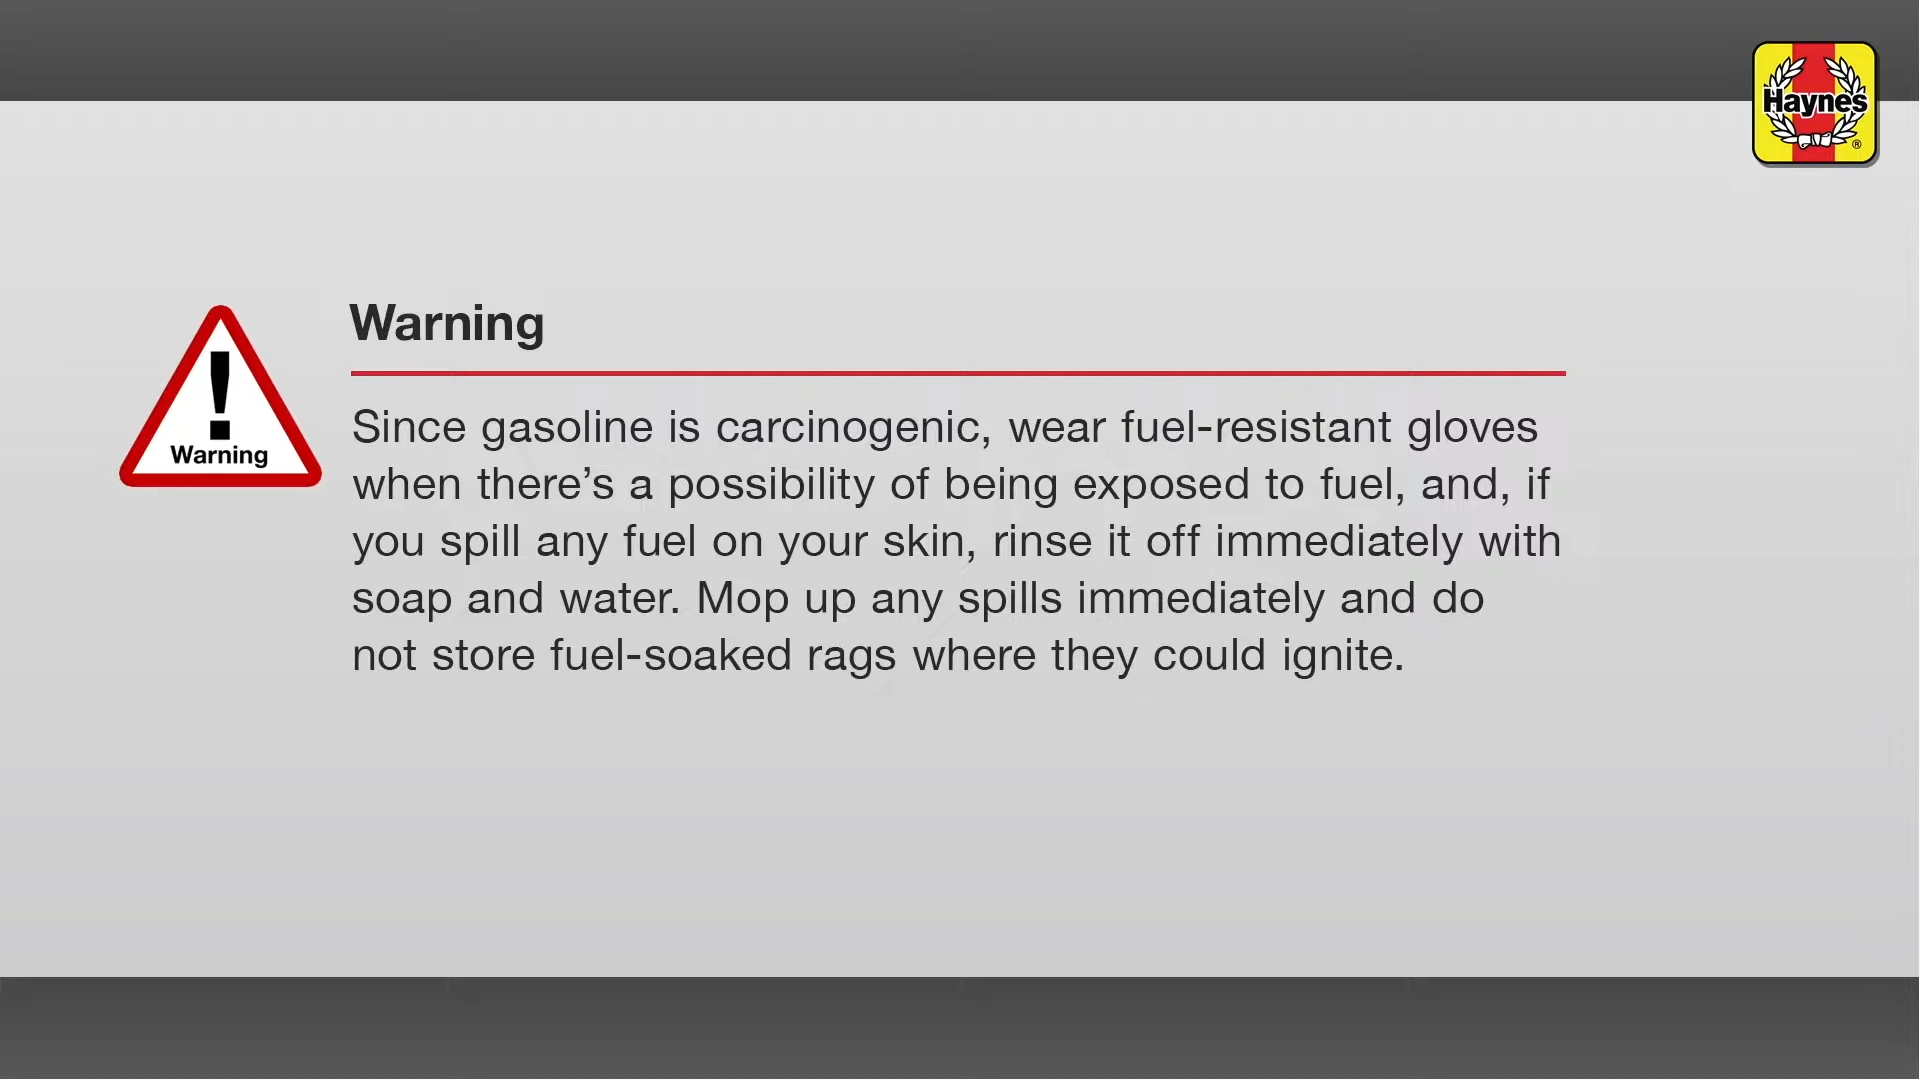 Haynes
®
Warning
Warning
Since gasoline is carcinogenic, wear fuel-resistant gloves
when there’s a possibility of being exposed to fuel, and, if
you spill any fuel on your skin, rinse it off immediately with
soap and water. Mop up any spills immediately and do
not store fuel-soaked rags where they could ignite.